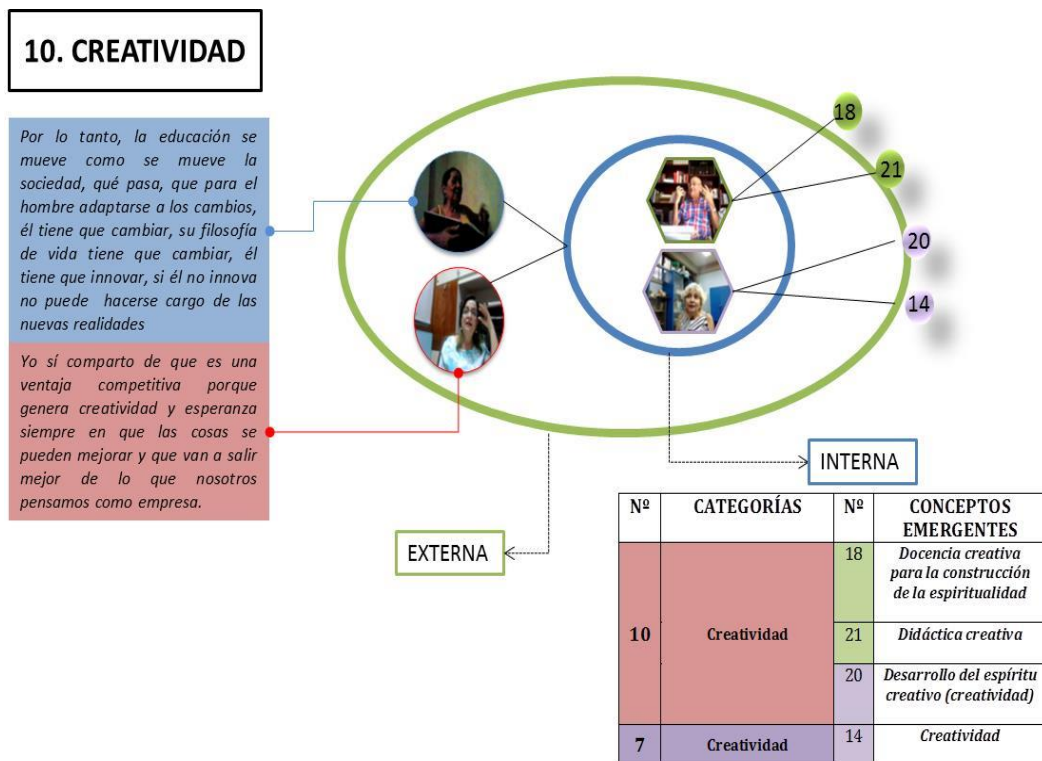 10. CREATIVIDAD
Por lo tanto, la educación se
mueve como se mueve la
sociedad, qué pasa, que para el
hombre adaptarse a los cambios,
él tiene que cambiar, su filosofía
de vida tiene que cambiar, él
tiene que innovar, si él no innova
no puede hacerse cargo de las
nuevas realidades
Yo sí comparto de que es una
ventaja competitiva porque
genera creatividad y esperanza
siempre en que las cosas se
pueden mejorar y que van a salir
mejor de lo que nosotros
pensamos como empresa.
18
21
20
14
INTERNA
EXTERNA
Nº CATEGORÍAS Nº CONCEPTOS
EMERGENTES
10 Creatividad
18 Docencia creativa
para la construcción
de la espiritualidad
21 Didáctica creativa
20 Desarrollo del espíritu
creativo (creatividad)
7 Creatividad 14 Creatividad